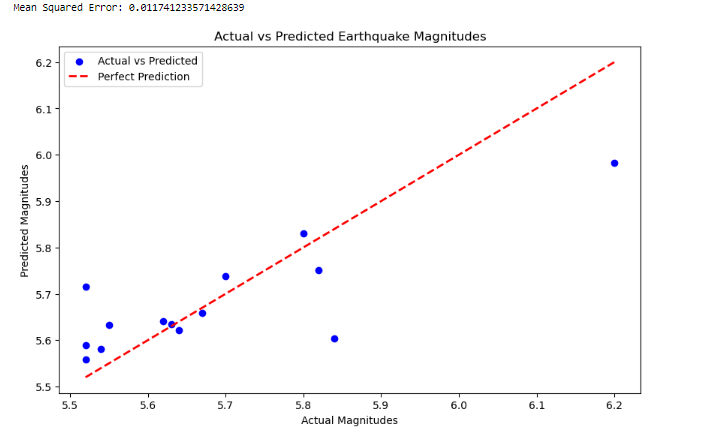 Mean Squared Error: 0.011741233571428639
Actual vs Predicted Earthquake Magnitudes
Actual vs Predicted
Perfect Prediction
6.2
6.1
6.0
5.9
5.8
5.7
5.6
5.5
Predicted Magnitudes
5.5 5.6 5.7 5.8 5.9 6.0 6.1 6.2
Actual Magnitudes